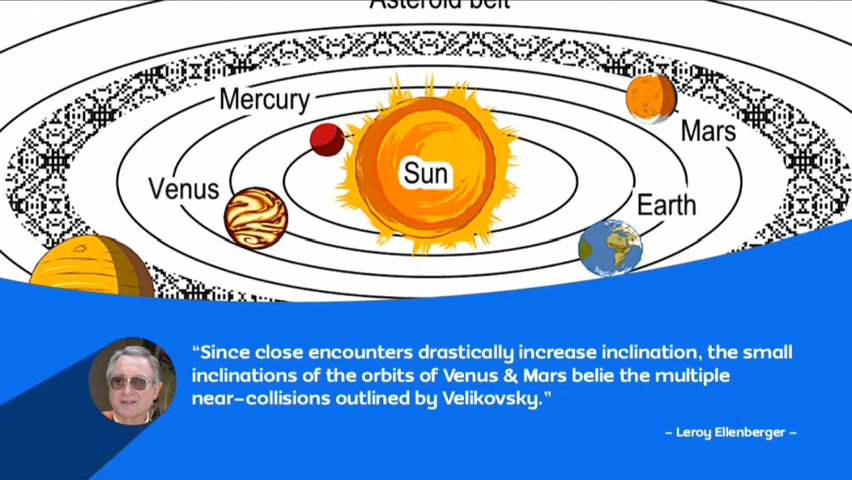 Asteroid belt
Mercury
Mars
Sun
Venus
Earth
“Since close encounters drastically increase inclination, the small
inclinations of the orbits of Venus & Mars belie the multiple
near-collisions outlined by Velikovsky.”
- Leroy Ellenberger -